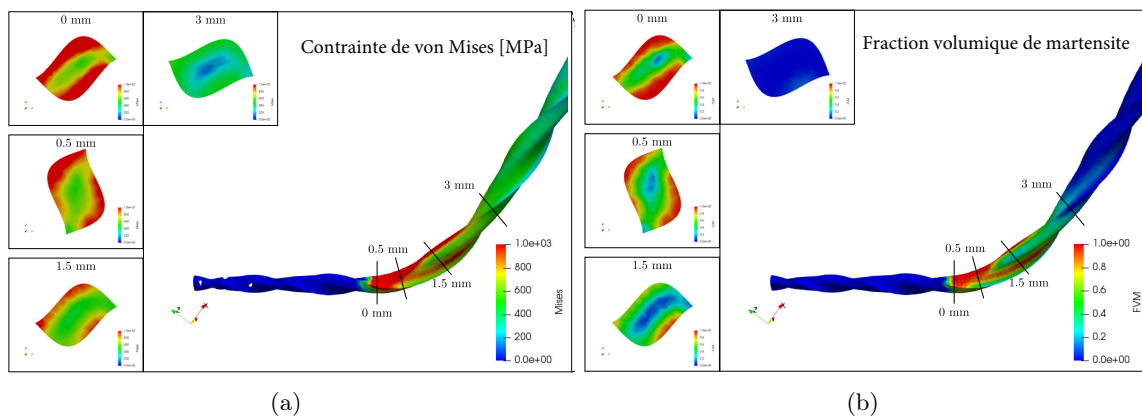 0 mm
3 mm
Contrainte de von Mises [MPa]
0.5 mm
1.5 mm
3 mm
0.5 mm
1.5 mm
0 mm
1.0e+03
800
600
400
200
0.0e+00
Mises
Z
X
(a)
0 mm
3 mm
Fraction volumique de martensite
0.5 mm
1.5 mm
3 mm
0.5 mm
1.5 mm
0 mm
1.0e+00
0.8
0.6
0.4
0.2
0.0e+00
FVM
Z
X
(b)